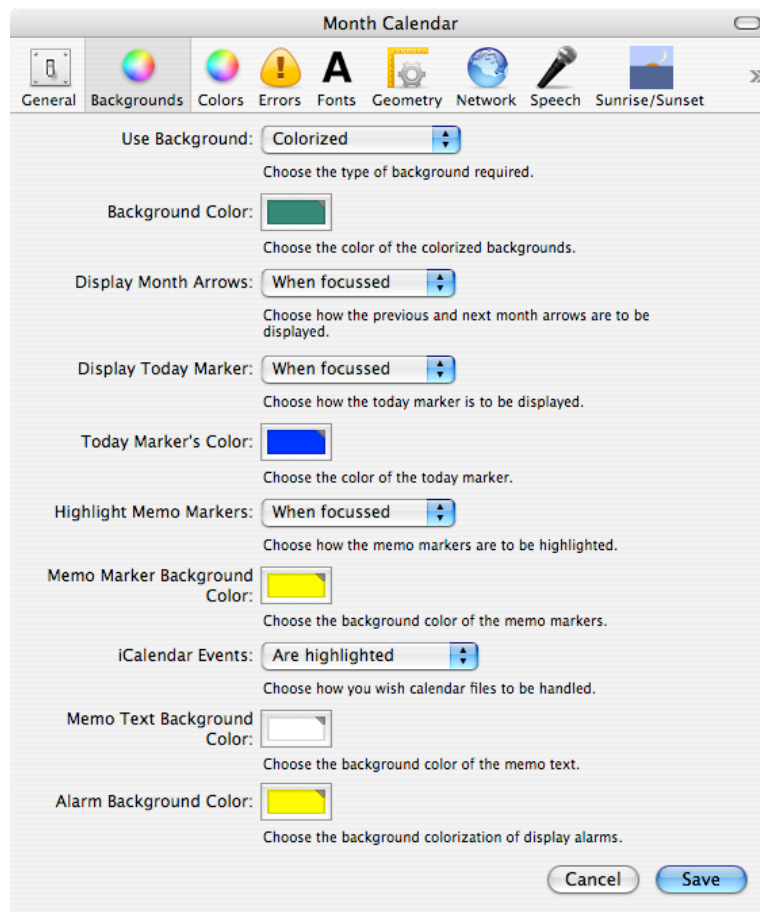 Month Calendar
General Backgrounds Colors Errors Fonts Geometry Network Speech Sunrise/Sunset »
Use Background: Colorized
Choose the type of background required.
Background Color:
Choose the color of the colorized backgrounds.
Display Month Arrows: When focussed
Choose how the previous and next month arrows are to be
displayed.
Display Today Marker: When focussed
Choose how the today marker is to be displayed.
Today Marker's Color:
Choose the color of the today marker.
Highlight Memo Markers: When focussed
Choose how the memo markers are to be highlighted.
Memo Marker Background
Color:
Choose the background color of the memo markers.
iCalendar Events: Are highlighted
Choose how you wish calendar files to be handled.
Memo Text Background
Color:
Choose the background color of the memo text.
Alarm Background Color:
Choose the background colorization of display alarms.
Cancel Save